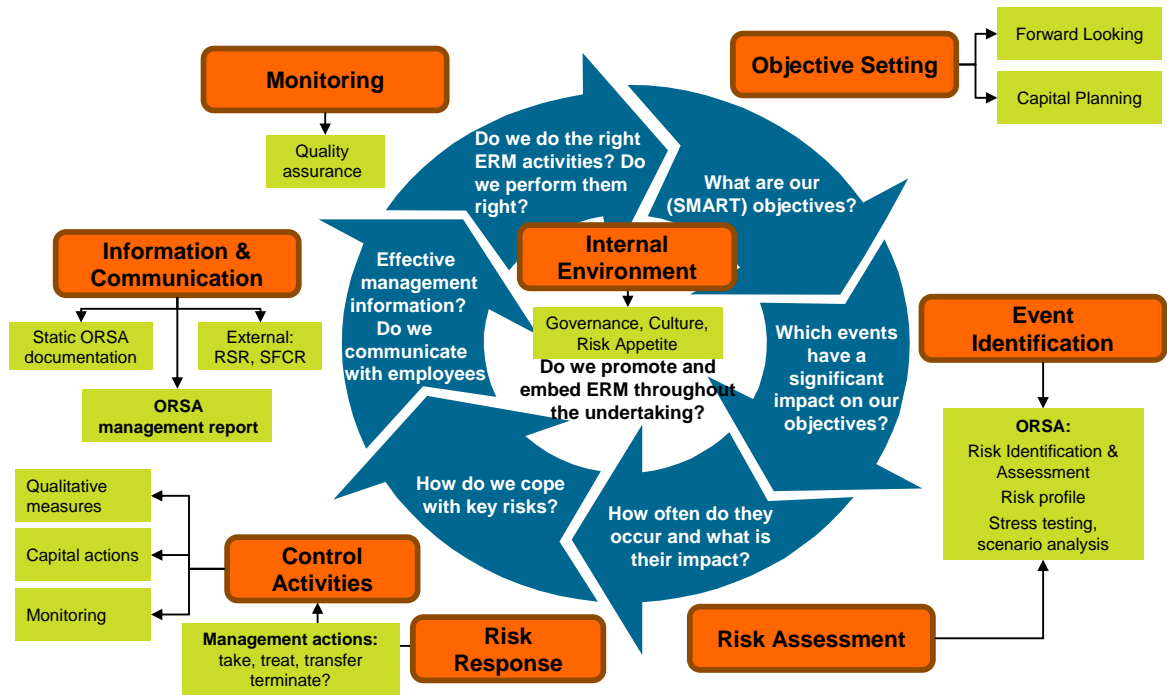 Monitoring
Quality
assurance
Objective Setting
Forward Looking
Capital Planning
Do we do the right
ERM activities? Do
we perform them
right?
What are our
(SMART) objectives?
Information &
Communication
Static ORSA
documentation
External:
RSR, SFCR
ORSA
management report
Effective
management
information?
Do we
communicate
with employees
Internal
Environment
Governance, Culture,
Risk Appetite
Do we promote and
embed ERM throughout
the undertaking?
Which events
have a
significant
impact on our
objectives?
Event
Identification
ORSA:
Risk Identification &
Assessment
Risk profile
Stress testing,
scenario analysis
Qualitative
measures
Capital actions
Monitoring
Control
Activities
How do we cope
with key risks?
How often do they
occur and what is
their impact?
Management actions:
take, treat, transfer
terminate?
Risk
Response
Risk Assessment